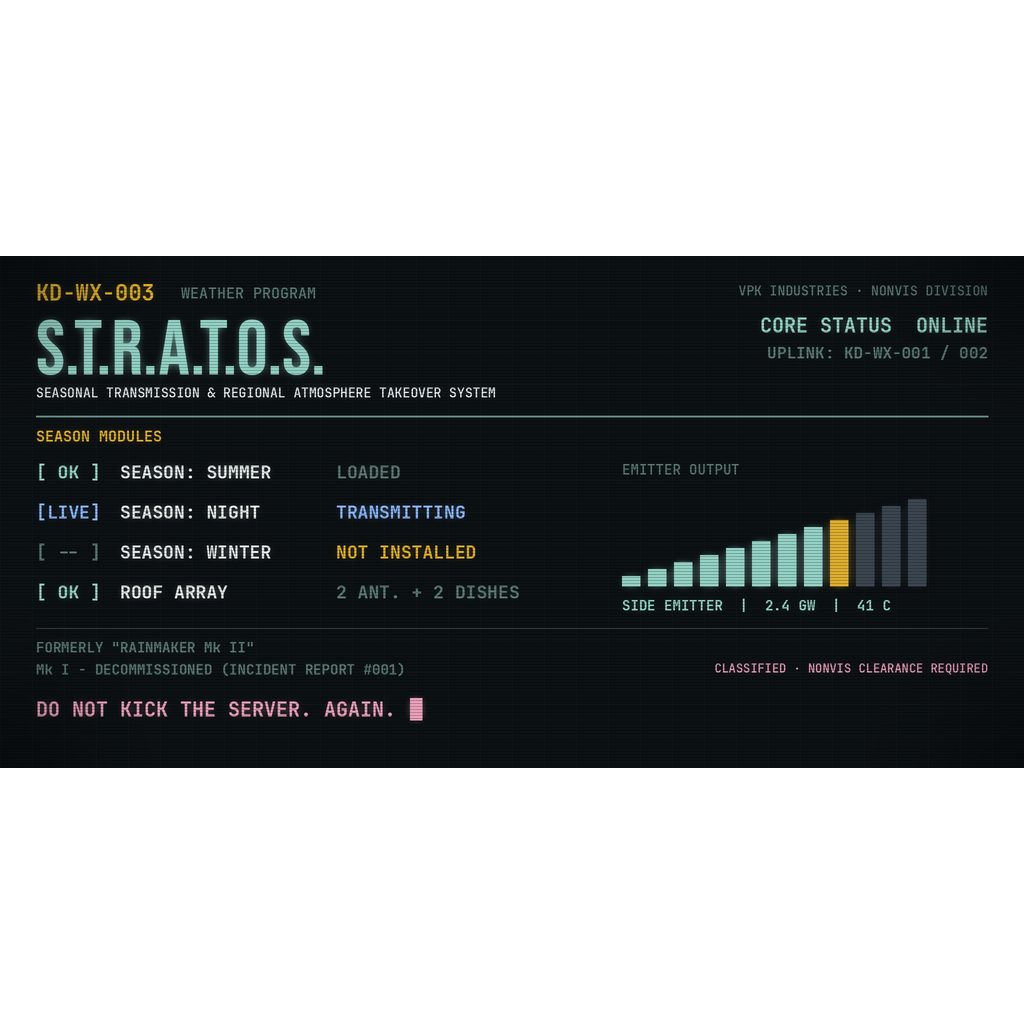 KD-WX-003 WEATHER PROGRAM
VPK INDUSTRIES · NONVIS DIVISION
S.T.R.A.T.O.S.
CORE STATUS ONLINE
UPLINK: KD-WX-001 / 002
SEASONAL TRANSMISSION & REGIONAL ATMOSPHERE TAKEOVER SYSTEM
SEASON MODULES
[ OK ] SEASON: SUMMER LOADED
[LIVE] SEASON: NIGHT TRANSMITTING
[ -- ] SEASON: WINTER NOT INSTALLED
[ OK ] ROOF ARRAY 2 ANT. + 2 DISHES
EMITTER OUTPUT
SIDE EMITTER | 2.4 GW | 41 C
FORMERLY "RAINMAKER Mk II"
Mk I - DECOMMISSIONED (INCIDENT REPORT #001)
CLASSIFIED · NONVIS CLEARANCE REQUIRED
DO NOT KICK THE SERVER. AGAIN.